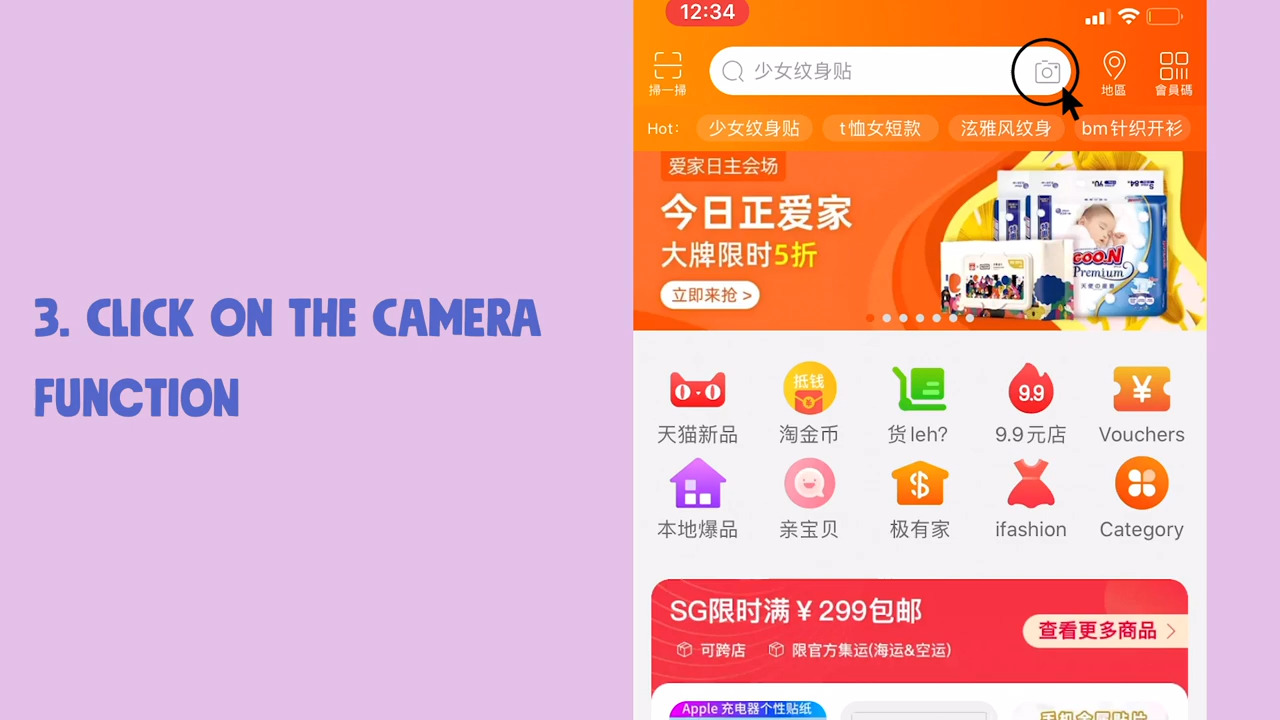 3. CLICK ON THE CAMERA
FUNCTION
12:34
掃一掃
少女纹身贴
地區
會員碼
Hot:
少女纹身贴
t恤女短款
泫雅风纹身
bm针织开衫
爱家日主会场
今日正爱家
大牌限时5折
立即来抢 >
GOO.N
Premium
天使の産着
抵钱
9.9
天猫新品
淘金币
货leh?
9.9元店
Vouchers
本地爆品
亲宝贝
极有家
ifashion
Category
SG限时满¥299包邮
可跨店
限官方集运(海运&空运)
查看更多商品 >
Apple 充电器个性贴纸